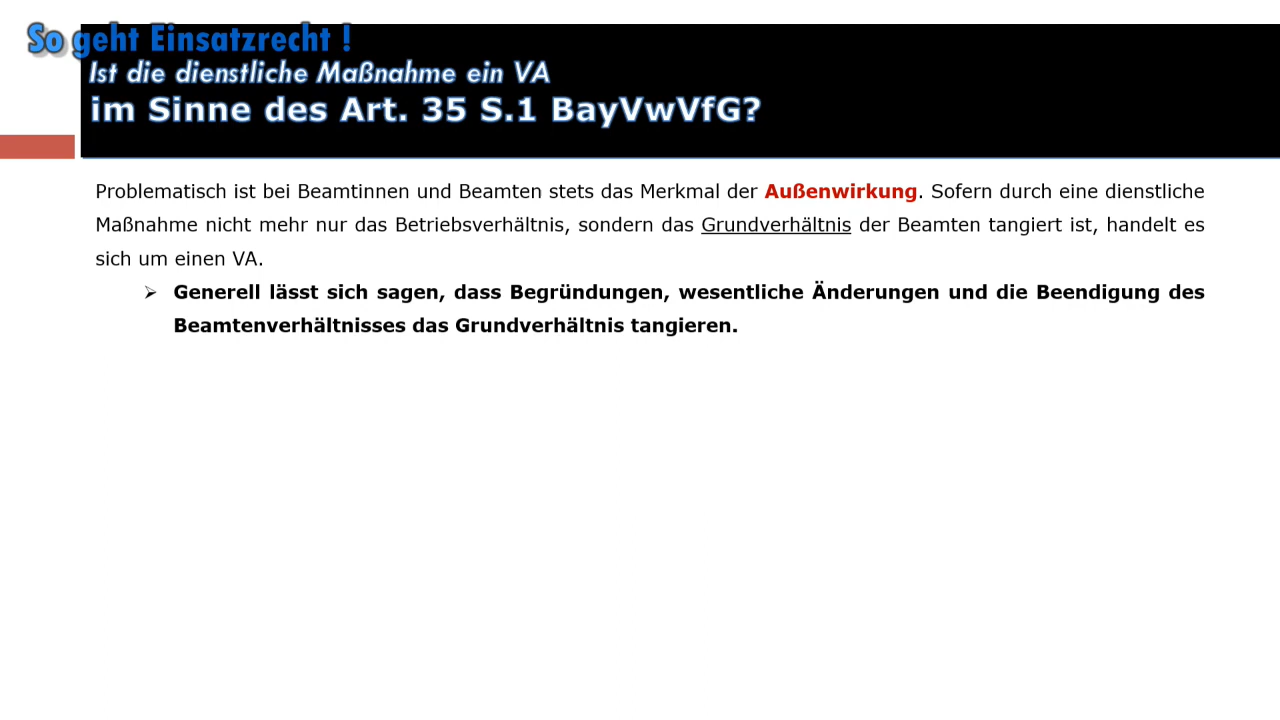 So geht Einsatzrecht !
Ist die dienstliche Maßnahme ein VA
im Sinne des Art. 35 S.1 BayVwVfG?
Problematisch ist bei Beamtinnen und Beamten stets das Merkmal der Außenwirkung. Sofern durch eine dienstliche
Maßnahme nicht mehr nur das Betriebsverhältnis, sondern das Grundverhältnis der Beamten tangiert ist, handelt es
sich um einen VA.
➢ Generell lässt sich sagen, dass Begründungen, wesentliche Änderungen und die Beendigung des
Beamtenverhältnisses das Grundverhältnis tangieren.